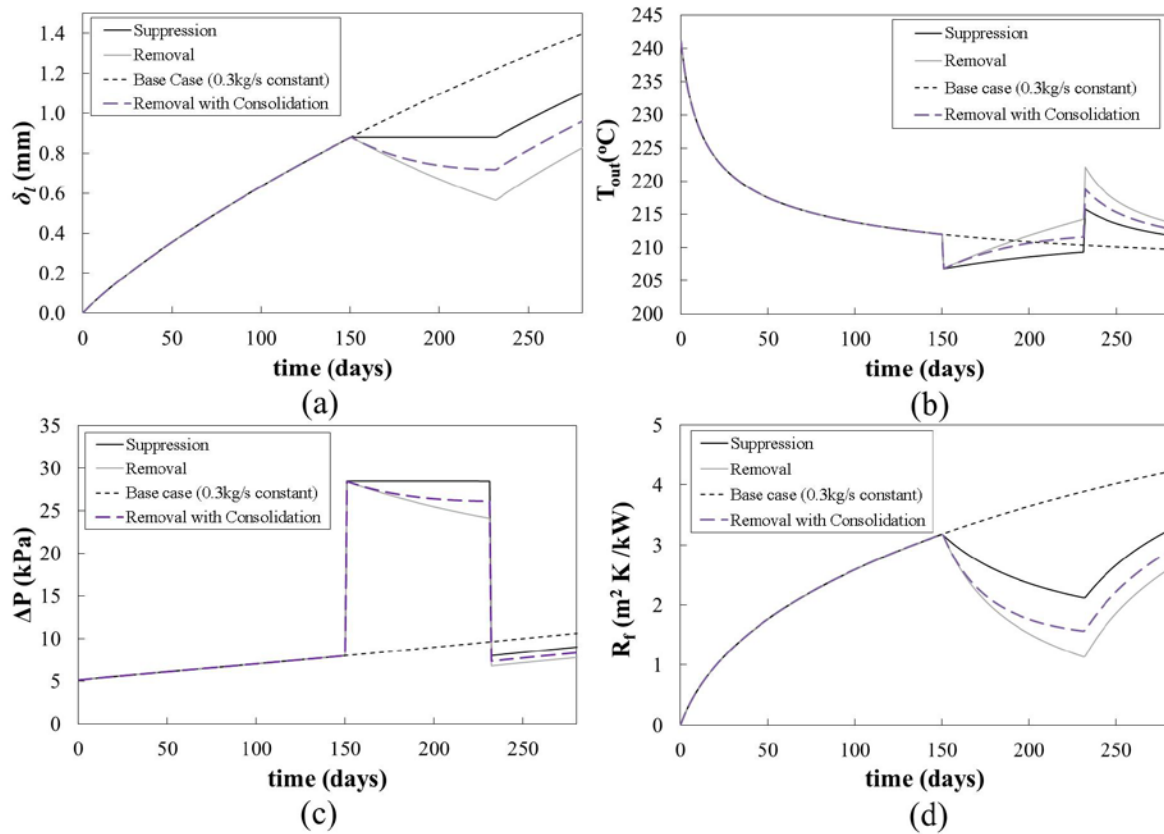 1.4
1.2
1.0
0.8
0.6
0.4
0.2
0.0
δl (mm)
Suppression
Removal
Base Case (0.3kg/s constant)
Removal with Consolidation
0 50 100 150 200 250
time (days)
(a)
245
240
235
230
225
220
215
210
205
200
Tout(°C)
Suppression
Removal
Base case (0.3kg/s constant)
Removal with Consolidation
0 50 100 150 200 250
time (days)
(b)
35
30
25
20
15
10
5
0
ΔP (kPa)
Suppression
Removal
Base case (0.3kg/s constant)
Removal with Consolidation
0 50 100 150 200 250
time (days)
(c)
5
4
3
2
1
0
Rf (m² K /kW)
Suppression
Removal
Base case (0.3kg/s constant)
Removal with Consolidation
0 50 100 150 200 250
time (days)
(d)